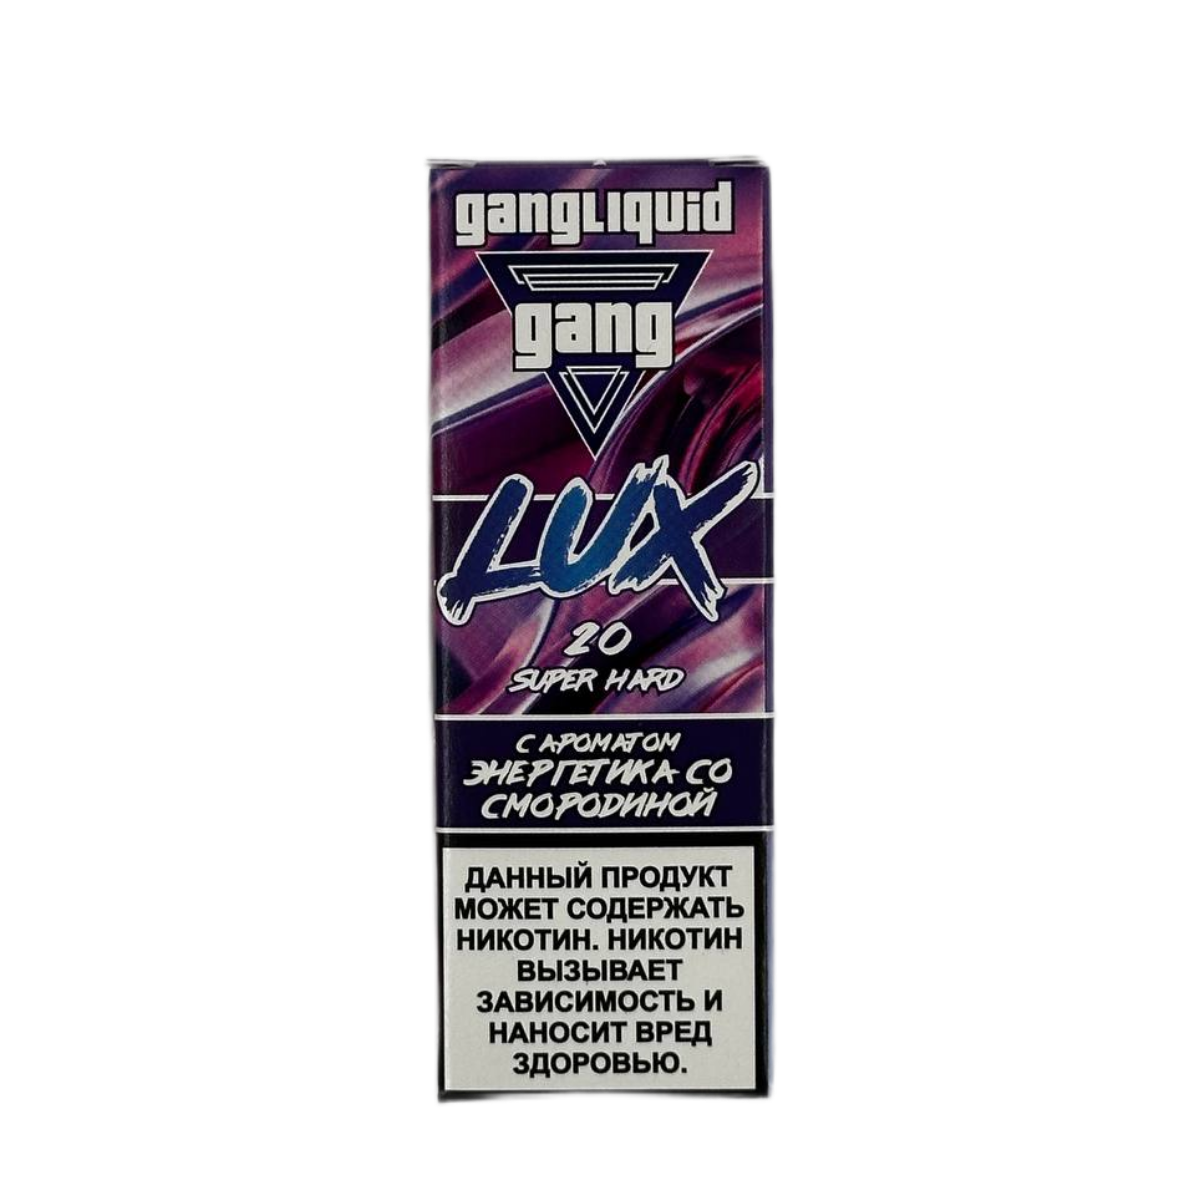 gangLiquid
gang
LUX
20
SUPER HARD
С АРОМАТОМ
ЭНЕРГЕТИКА СО
СМОРОДИНОЙ
ДАННЫЙ ПРОДУКТ
МОЖЕТ СОДЕРЖАТЬ
НИКОТИН. НИКОТИН
ВЫЗЫВАЕТ
ЗАВИСИМОСТЬ И
НАНОСИТ ВРЕД
ЗДОРОВЬЮ.